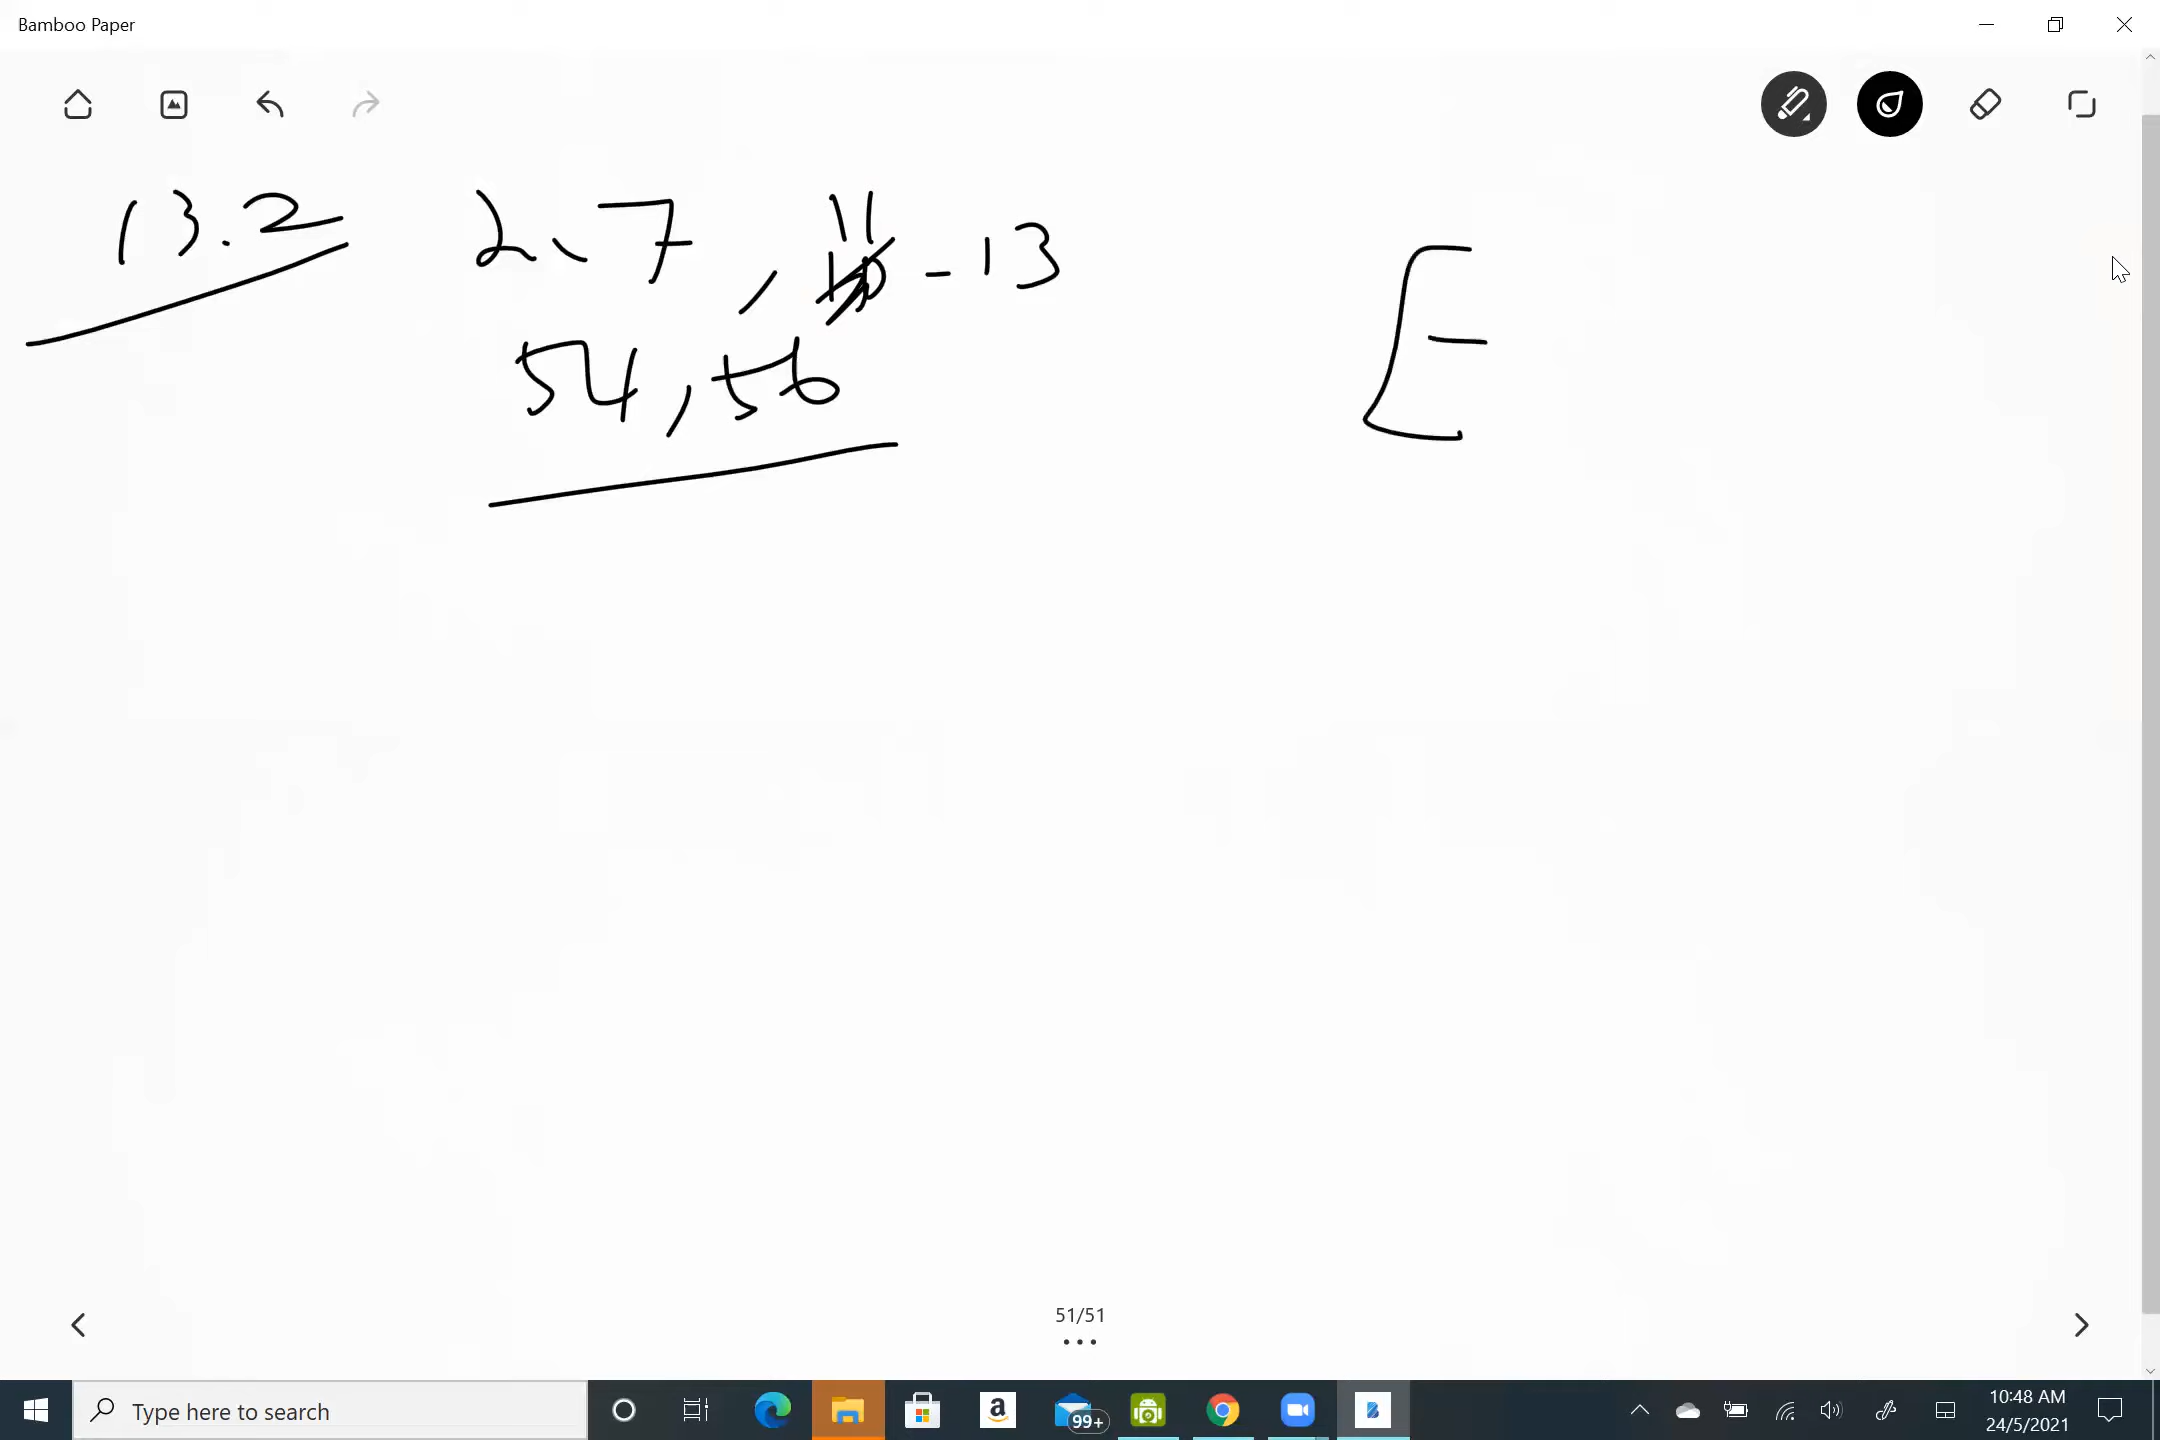 Bamboo Paper
13.2 2、7, 11 - 13
54, 56
E
51/51
Type here to search
99+
10:48 AM
24/5/2021